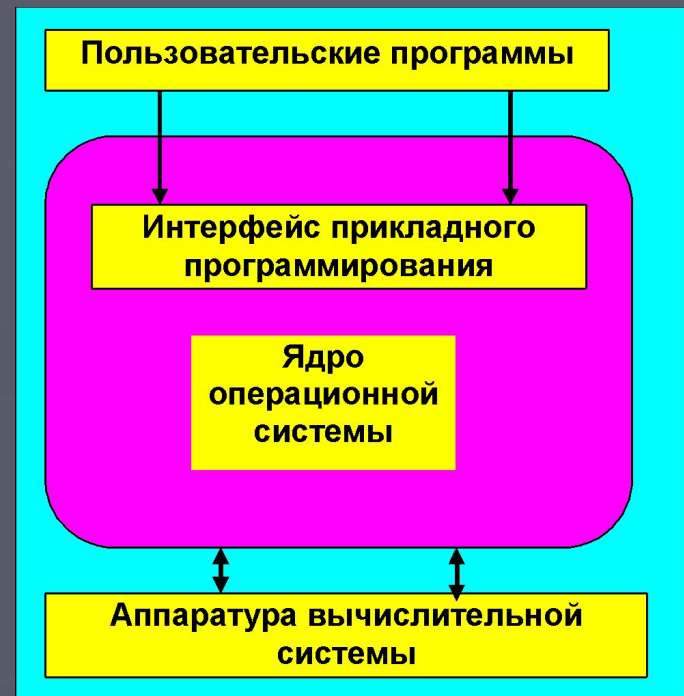 Пользовательские программы
Интерфейс прикладного
программирования
Ядро
операционной
системы
Аппаратура вычислительной
системы